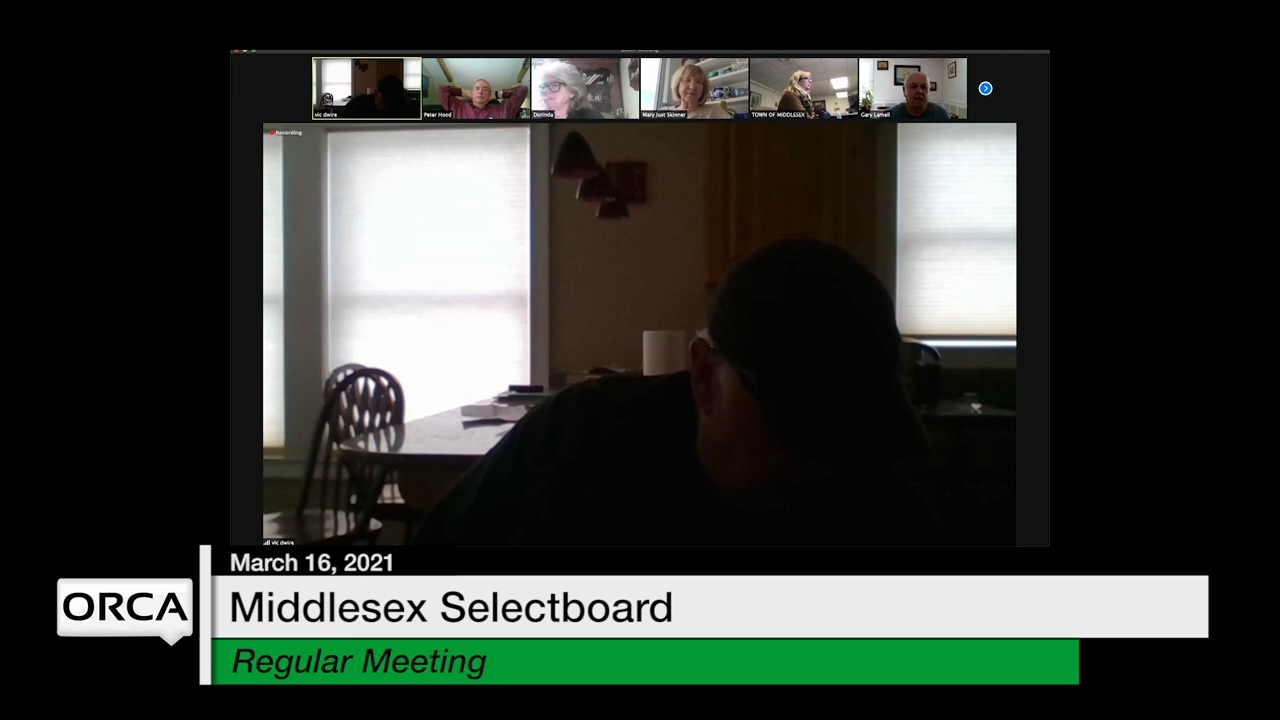 vic dwire
Peter Hood
Dorinda
Mary Just Skinner
TOWN OF MIDDLESEX
Gary Lamell
Recording
vic dwire
March 16, 2021
ORCA
Middlesex Selectboard
Regular Meeting